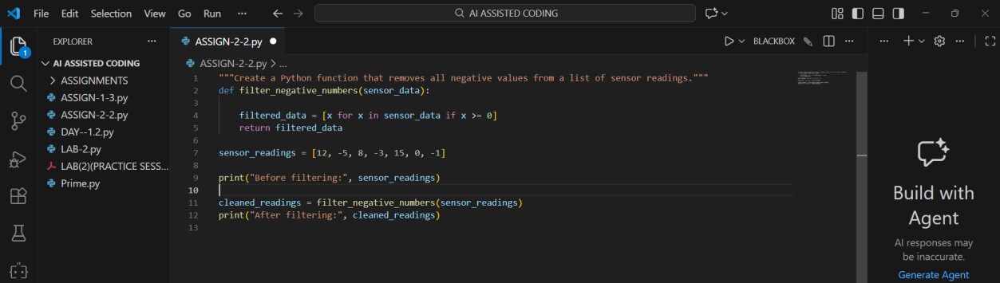 File Edit Selection View Go Run ...
AI ASSISTED CODING
EXPLORER ...
1
AI ASSISTED CODING
ASSIGNMENTS
ASSIGN-1-3.py
ASSIGN-2-2.py
DAY--1.2.py
LAB-2.py
LAB(2)(PRACTICE SESS...
Prime.py
ASSIGN-2-2.py
BLACKBOX ...
ASSIGN-2-2.py > ...
1 """Create a Python function that removes all negative values from a list of sensor readings."""
2 def filter_negative_numbers(sensor_data):
3
4 filtered_data = [x for x in sensor_data if x >= 0]
5 return filtered_data
6
7 sensor_readings = [12, -5, 8, -3, 15, 0, -1]
8
9 print("Before filtering:", sensor_readings)
10
11 cleaned_readings = filter_negative_numbers(sensor_readings)
12 print("After filtering:", cleaned_readings)
13
Build with
Agent
AI responses may
be inaccurate.
Generate Agent